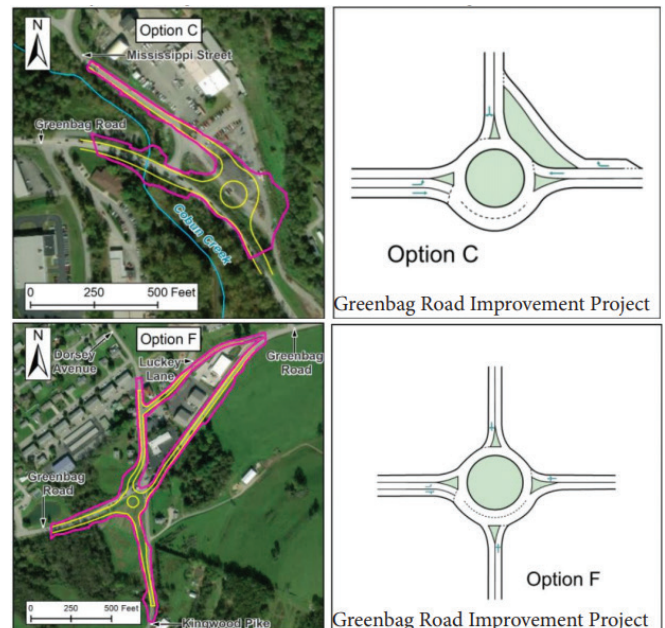 N
Option C
Mississippi Street
Greenbag Road
Cobun Creek
0 250 500 Feet
Option C
Greenbag Road Improvement Project
N
Option F
Dorsey
Avenue
Luckey
Lane
Greenbag
Road
Greenbag
Road
0 250 500 Feet
Kingwood Pike
Option F
Greenbag Road Improvement Project